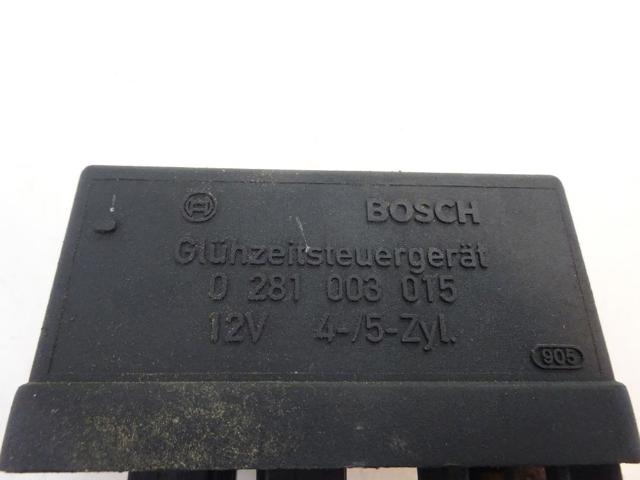 BOSCH
Glühzeitsteuergerät
0 281 003 015
12V 4-/5-Zyl.
905